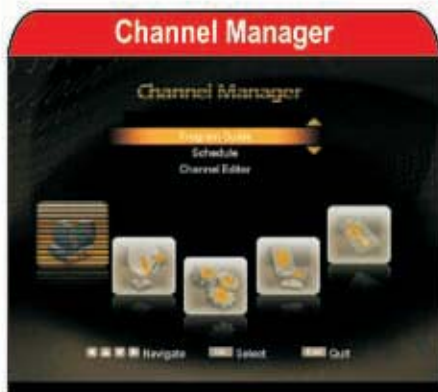 Channel Manager
Channel Manager
Program Guide
Schedule
Channel Editor
Navigate Select Quit